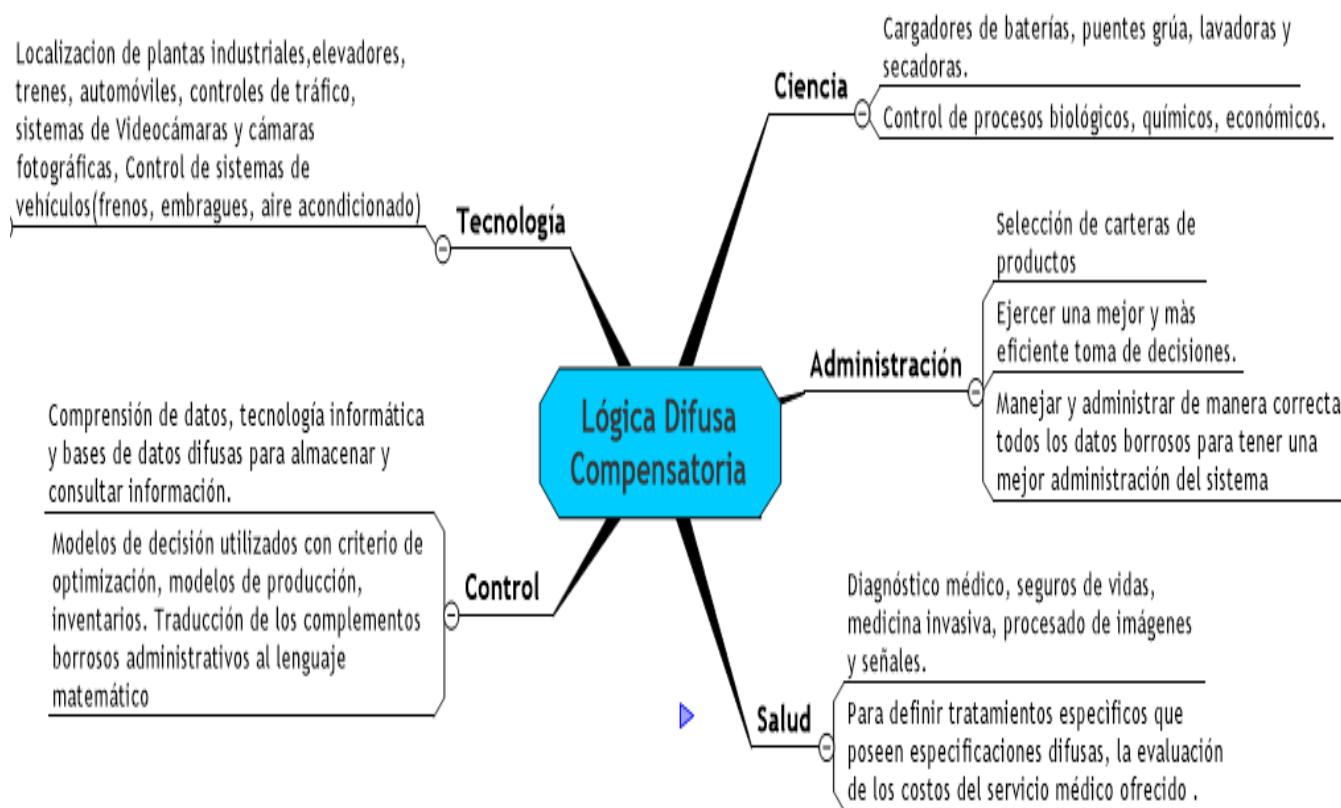 Localizacion de plantas industriales,elevadores,
trenes, automóviles, controles de tráfico,
sistemas de Videocámaras y cámaras
fotográficas, Control de sistemas de
vehículos(frenos, embragues, aire acondicionado)
Tecnología
Cargadores de baterías, puentes grúa, lavadoras y
secadoras.
Ciencia
Control de procesos biológicos, químicos, económicos.
Selección de carteras de
productos
Ejercer una mejor y màs
eficiente toma de decisiones.
Administración
Manejar y administrar de manera correcta
todos los datos borrosos para tener una
mejor administración del sistema
Lógica Difusa
Compensatoria
Comprensión de datos, tecnología informática
y bases de datos difusas para almacenar y
consultar información.
Modelos de decisión utilizados con criterio de
optimización, modelos de producción,
inventarios. Traducción de los complementos
borrosos administrativos al lenguaje
matemático
Control
Diagnóstico médico, seguros de vidas,
medicina invasiva, procesado de imágenes
y señales.
Salud
Para definir tratamientos especìficos que
poseen especificaciones difusas, la evaluación
de los costos del servicio médico ofrecido .